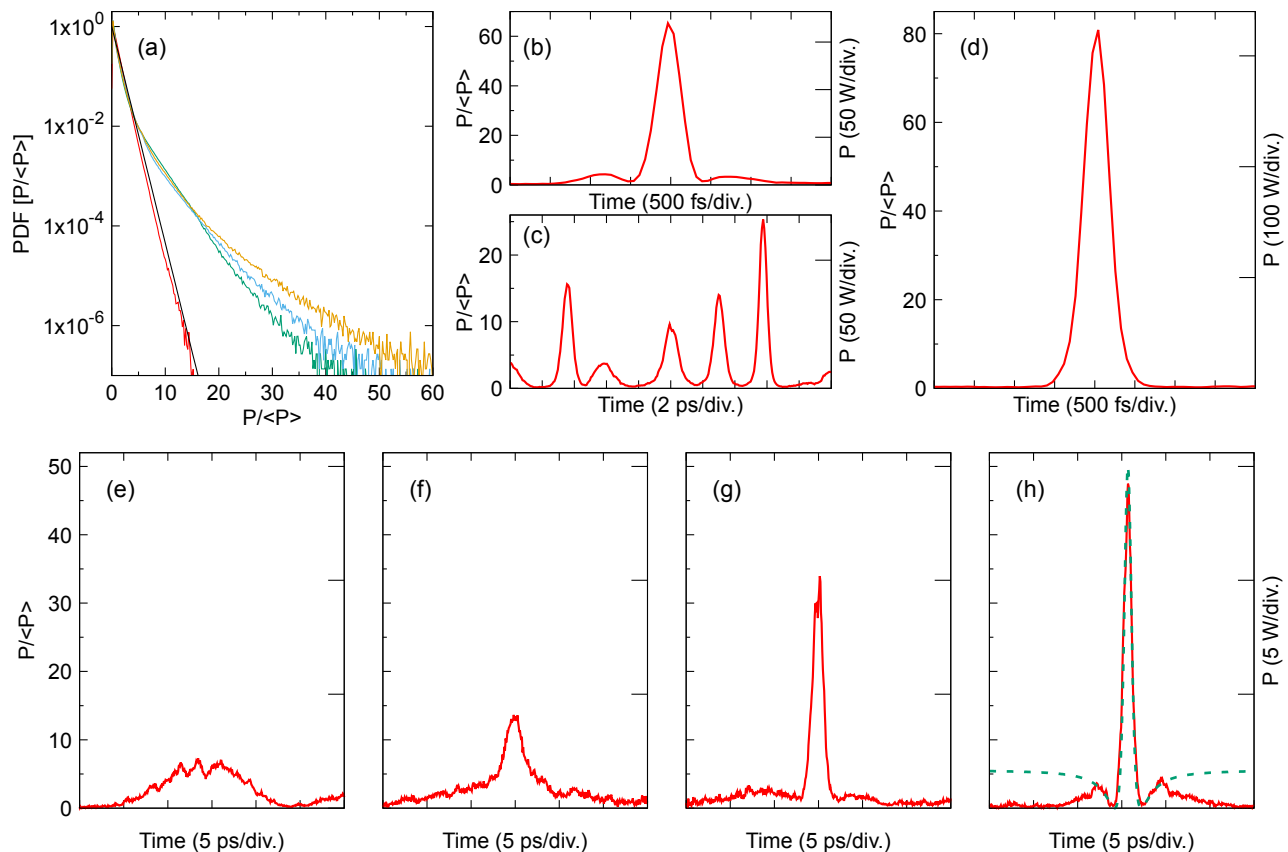 (a)
PDF [P/<P>]
1x10^0
1x10^-2
1x10^-4
1x10^-6
0 10 20 30 40 50 60
P/<P>
(b)
P/<P>
60
40
20
0
P (50 W/div.)
Time (500 fs/div.)
(c)
P/<P>
20
10
0
P (50 W/div.)
Time (2 ps/div.)
(d)
P/<P>
80
60
40
20
0
P (100 W/div.)
Time (500 fs/div.)
(e)
P/<P>
50
40
30
20
10
0
Time (5 ps/div.)
(f)
Time (5 ps/div.)
(g)
Time (5 ps/div.)
(h)
P (5 W/div.)
Time (5 ps/div.)